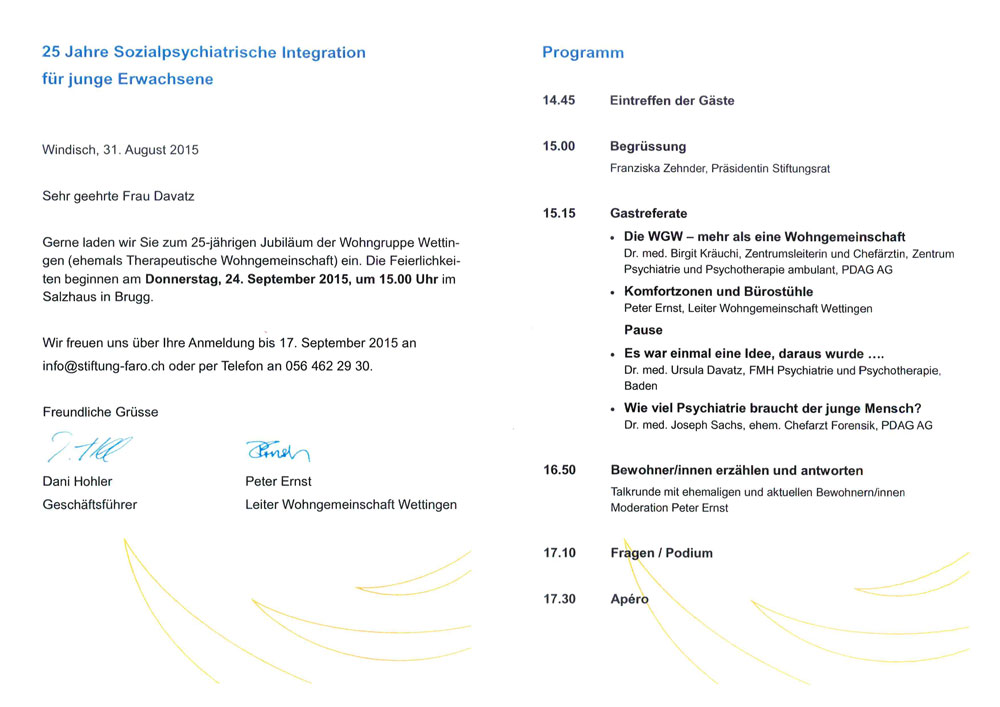 25 Jahre Sozialpsychiatrische Integration
für junge Erwachsene
Windisch, 31. August 2015
Sehr geehrte Frau Davatz
Gerne laden wir Sie zum 25-jährigen Jubiläum der Wohngruppe Wettin-
gen (ehemals Therapeutische Wohngemeinschaft) ein. Die Feierlichkei-
ten beginnen am Donnerstag, 24. September 2015, um 15.00 Uhr im
Salzhaus in Brugg.
Wir freuen uns über Ihre Anmeldung bis 17. September 2015 an
info@stiftung-faro.ch oder per Telefon an 056 462 29 30.
Freundliche Grüsse
Dani Hohler
Geschäftsführer
Peter Ernst
Leiter Wohngemeinschaft Wettingen
Programm
14.45 Eintreffen der Gäste
15.00 Begrüssung
Franziska Zehnder, Präsidentin Stiftungsrat
15.15 Gastreferate
• Die WGW – mehr als eine Wohngemeinschaft
Dr. med. Birgit Kräuchi, Zentrumsleiterin und Chefärztin, Zentrum
Psychiatrie und Psychotherapie ambulant, PDAG AG
• Komfortzonen und Bürostühle
Peter Ernst, Leiter Wohngemeinschaft Wettingen
Pause
• Es war einmal eine Idee, daraus wurde ….
Dr. med. Ursula Davatz, FMH Psychiatrie und Psychotherapie,
Baden
• Wie viel Psychiatrie braucht der junge Mensch?
Dr. med. Joseph Sachs, ehem. Chefarzt Forensik, PDAG AG
16.50 Bewohner/innen erzählen und antworten
Talkrunde mit ehemaligen und aktuellen Bewohnern/innen
Moderation Peter Ernst
17.10 Fragen / Podium
17.30 Apéro